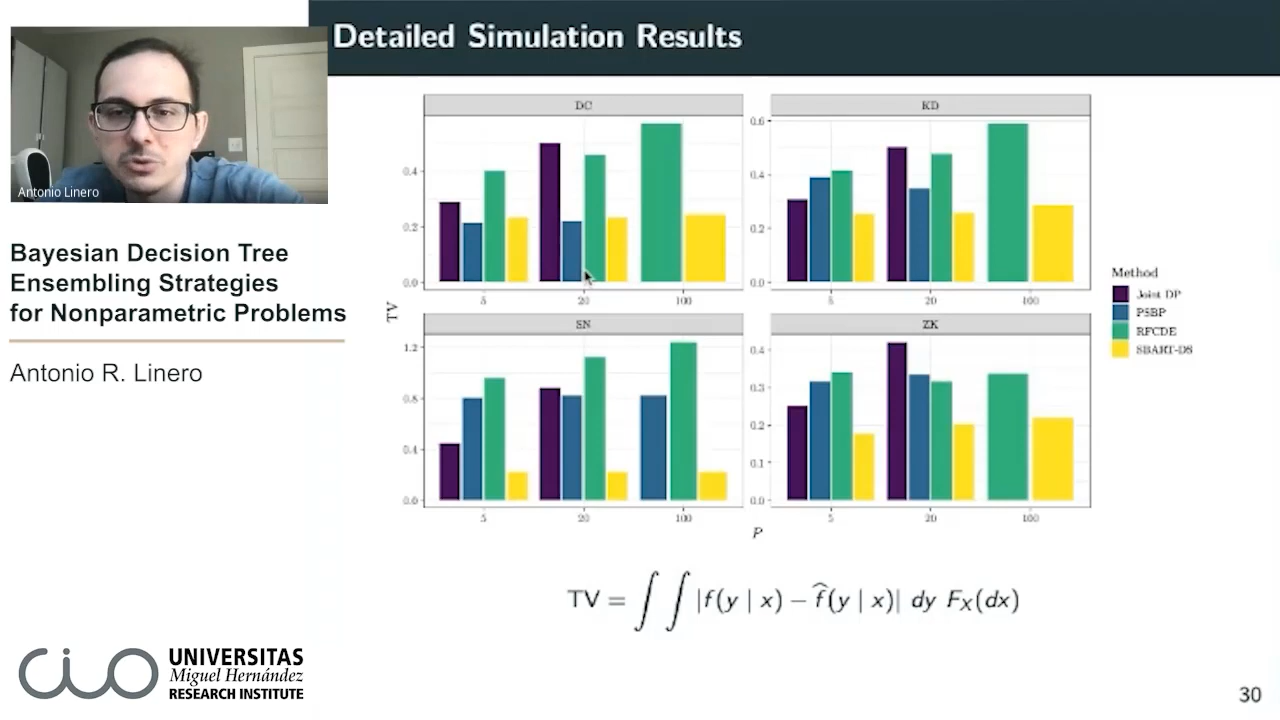 Detailed Simulation Results
Antonio Linero
Bayesian Decision Tree
Ensembling Strategies
for Nonparametric Problems
Antonio R. Linero
DC
KD
0.4
0.2
0.0
0.6
0.4
0.2
0.0
5
20
100
5
20
100
TV
SN
ZK
1.2
0.8
0.4
0.0
0.4
0.3
0.2
0.1
0.0
5
20
100
5
20
100
P
Method
Joint DP
PSBP
RFCDE
SBART-DS
TV = ∫ ∫ |f(y | x) − f̂(y | x)| dy F_X(dx)
cio
UNIVERSITAS
Miguel Hernández
RESEARCH INSTITUTE
30